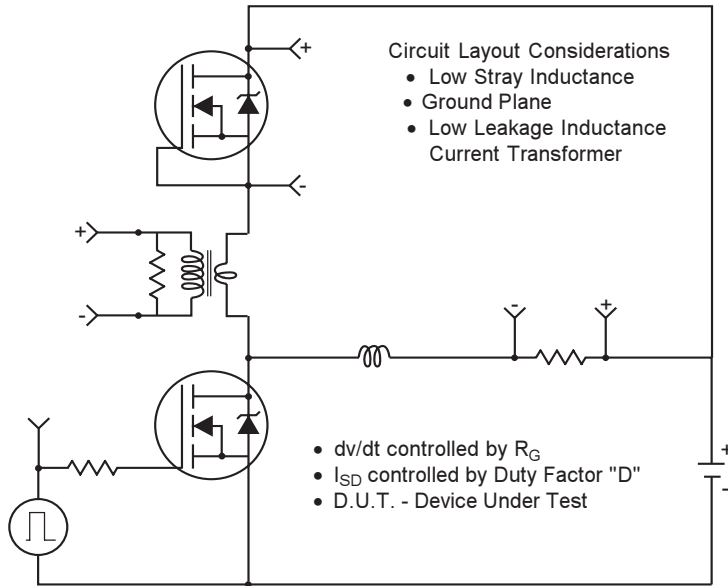 +
Circuit Layout Considerations
• Low Stray Inductance
• Ground Plane
• Low Leakage Inductance
Current Transformer
-
+
-
-
+
• dv/dt controlled by RG
• ISD controlled by Duty Factor "D"
• D.U.T. - Device Under Test
+
-